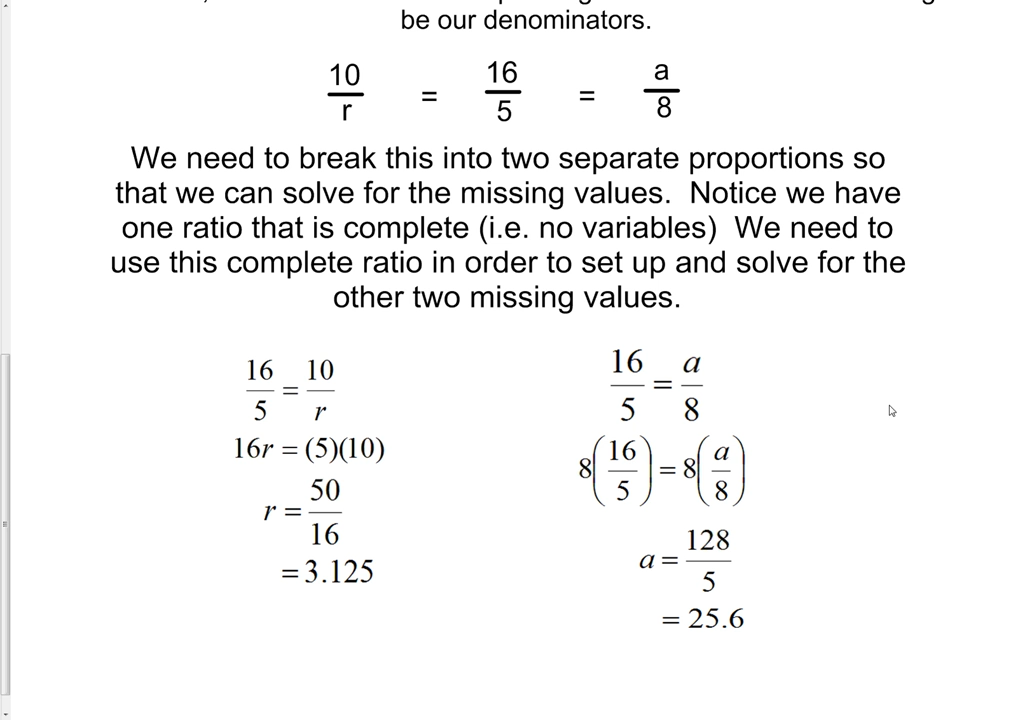 be our denominators.
10/r = 16/5 = a/8
We need to break this into two separate proportions so
that we can solve for the missing values.  Notice we have
one ratio that is complete (i.e. no variables)  We need to
use this complete ratio in order to set up and solve for the
other two missing values.
16/5 = 10/r
16r = (5)(10)
r = 50/16
= 3.125
16/5 = a/8
8(16/5) = 8(a/8)
a = 128/5
= 25.6